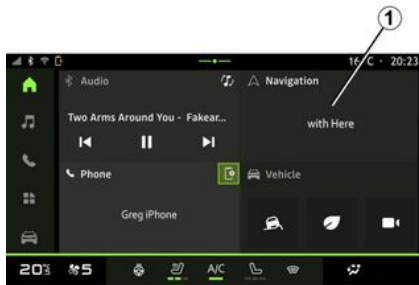 1
16°C · 20:23
Audio
Navigation
Two Arms Around You - Fakear...
with Here
Phone
Vehicle
Greg iPhone
20°5
5
A/C